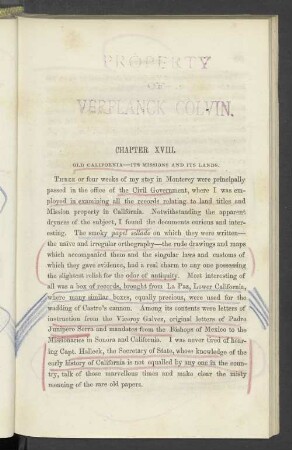 PROPERTY
OF
VERPLANCK COLVIN.
CHAPTER XVIII.
OLD CALIFORNIA—ITS MISSIONS AND ITS LANDS.
THREE or four weeks of my stay in Monterey were principally
passed in the office of the Civil Government, where I was em-
ployed in examining all the records relating to land titles and
Mission property in California. Notwithstanding the apparent
dryness of the subject, I found the documents curious and inter-
esting. The smoky papel sellado on which they were written—
the naïve and irregular orthography—the rude drawings and maps
which accompanied them and the singular laws and customs of
which they gave evidence, had a real charm to any one possessing
the slightest relish for the odor of antiquity. Most interesting of
all was a box of records, brought from La Paz, Lower California,
where many similar boxes, equally precious, were used for the
wadding of Castro's cannon. Among its contents were letters of
instruction from the Viceroy Galvez, original letters of Padre
Junipero Serra and mandates from the Bishops of Mexico to the
Missionaries in Sonora and California. I was never tired of hear-
ing Capt. Halleck, the Secretary of State, whose knowledge of the
early history of California is not equalled by any one in the coun-
try, talk of those marvellous times and make clear the misty
meaning of the rare old papers.